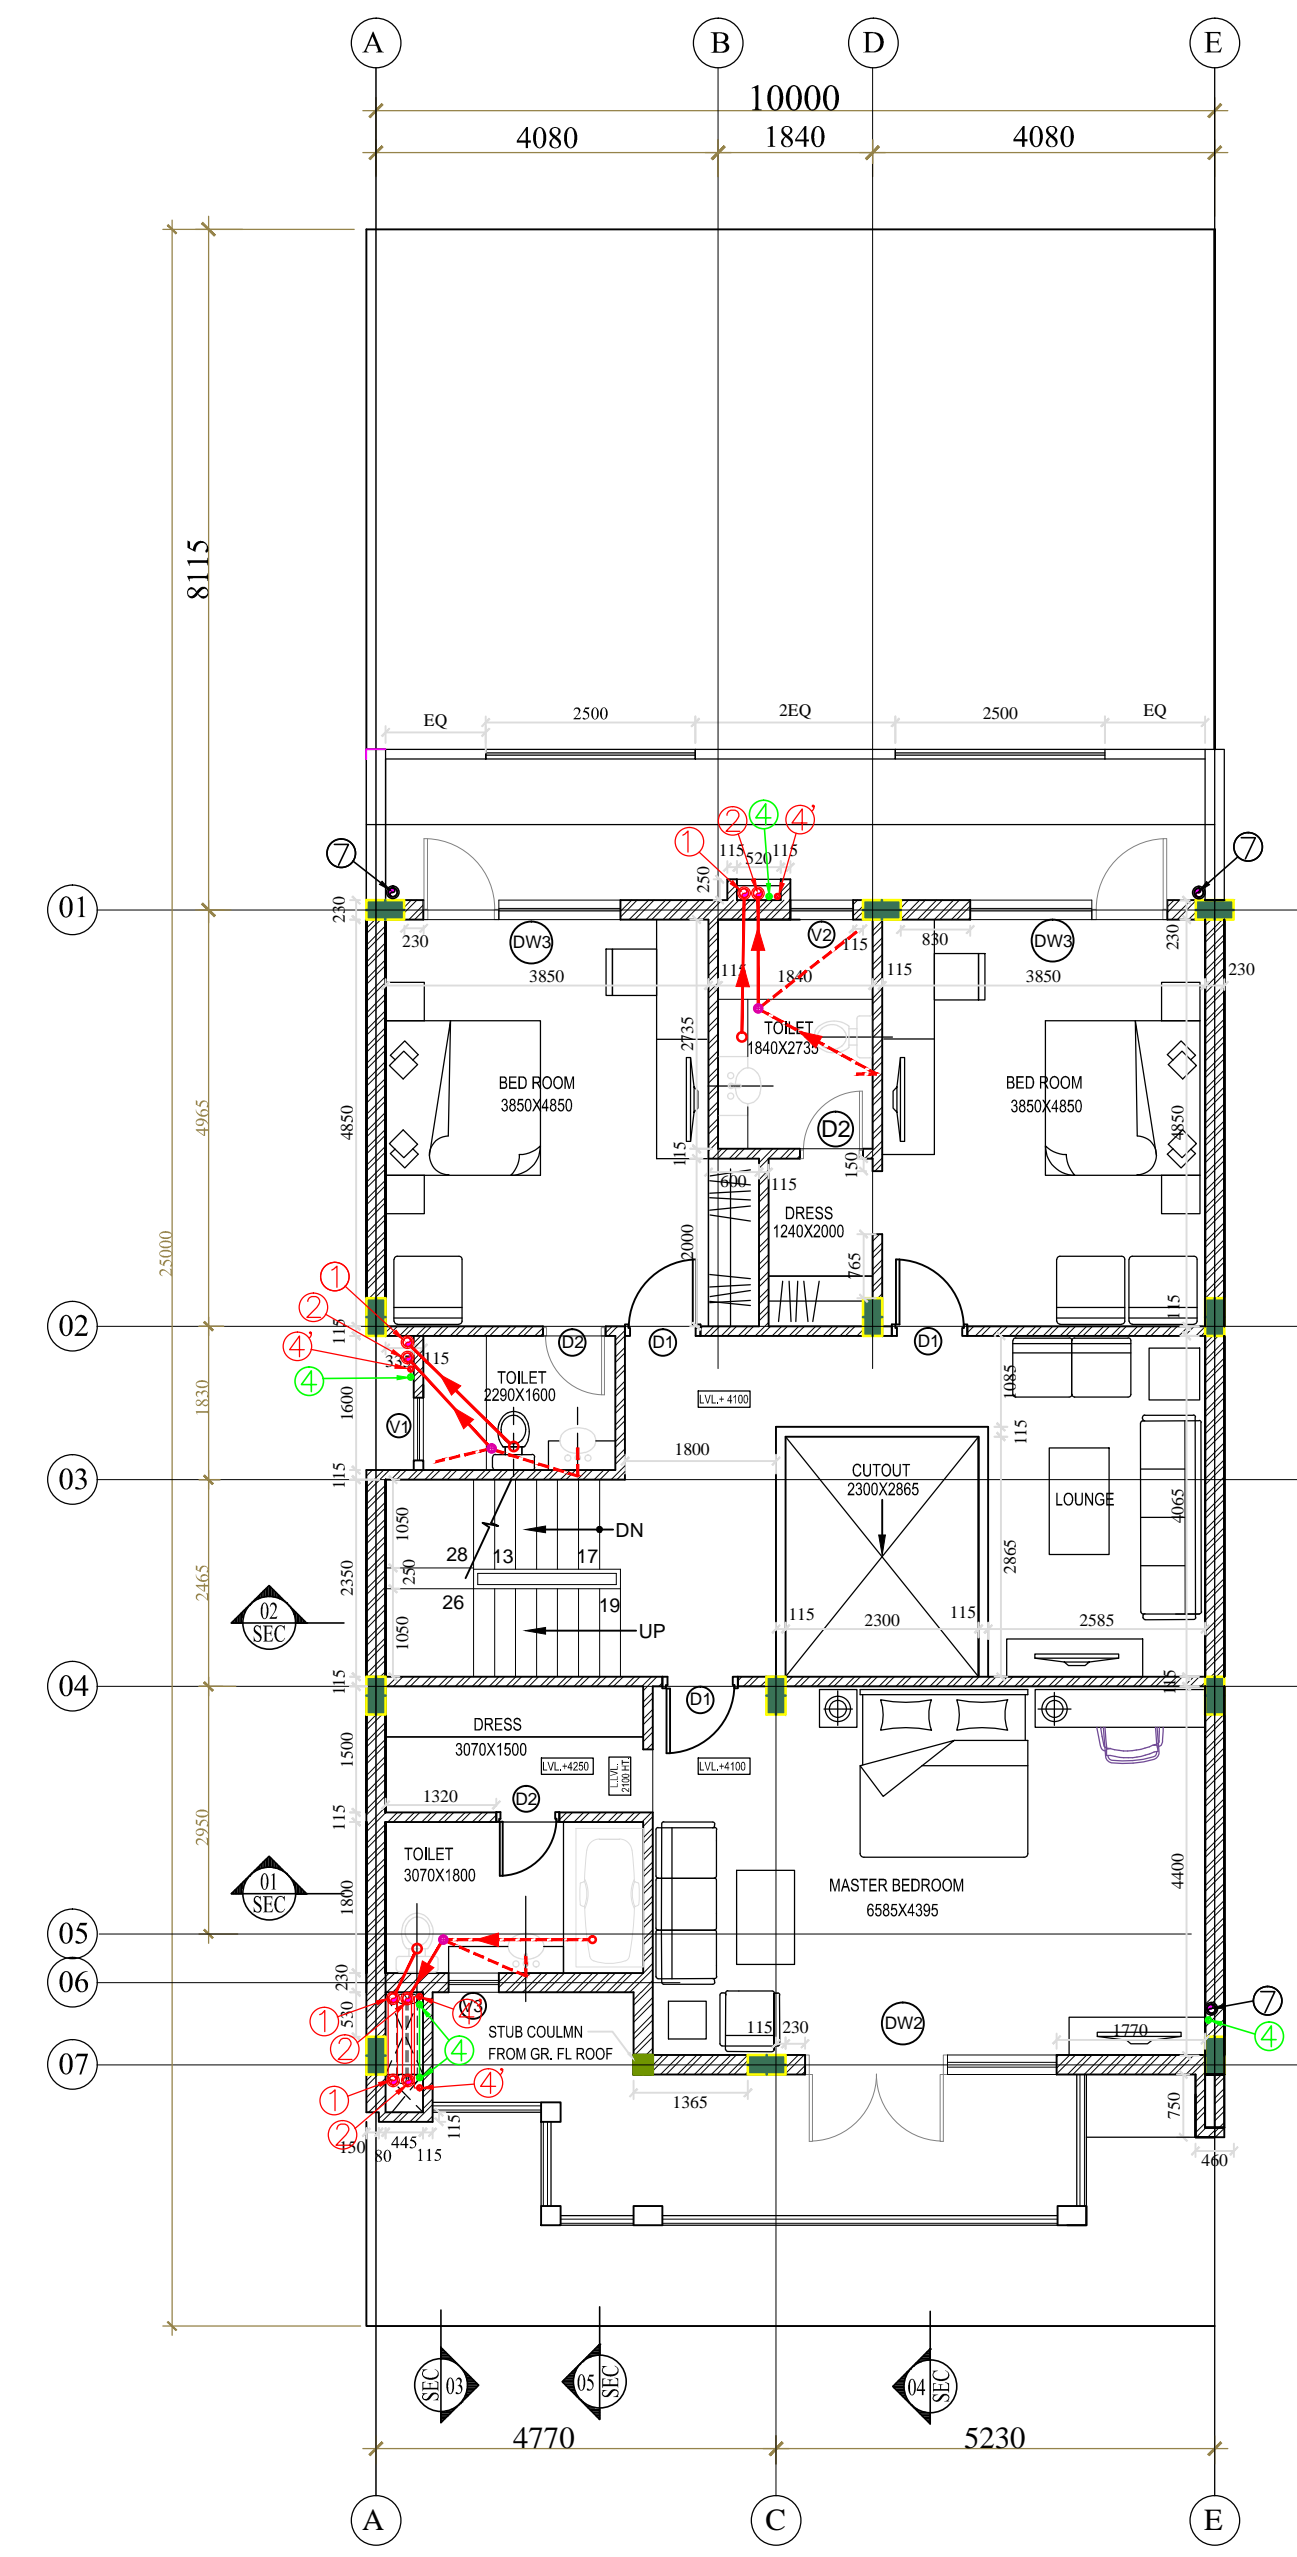 A B D E
10000
4080 1840 4080
8115
EQ 2500 2EQ 2500 EQ
① ② ④ ④'
115 520 115
250
⑦ ⑦
01
230 230 DW3 V2 115 830 DW3 230
3850 115 1840 115 3850 230
2735
TOILET
1840X2735
BED ROOM
3850X4850
BED ROOM
3850X4850
4965 4850 4850
D2
115 150
600 115
DRESS
1240X2000
2000 765
25000
①
②
④'
④
02
115 D2 D1 D1 115
335 115
TOILET
2290X1600
1830 1600
V1
LVL.+ 4100
1085
115
1800
03
115
CUTOUT
2300X2865
LOUNGE
4065
1050
DN
28 13 17
250
26 19
2465 2350
2865
02
SEC
1050
UP
115 2300 115 2585
04
115 D1 115
DRESS
3070X1500
1500
LVL.+4250
L.LVL.
2100 HT.
LVL.+4100
1320 D2
115
2950
TOILET
3070X1800
1800
01
SEC
MASTER BEDROOM
6585X4395
4400
05
06
230
530
V3
① ② ④' ④
STUB COULMN
FROM GR. FL ROOF
115 230
DW2
1770
⑦
④
07
① ② ④'
1365
750
150 80 445 115 115
460
SEC 03
05 SEC
04 SEC
4770 5230
A C E